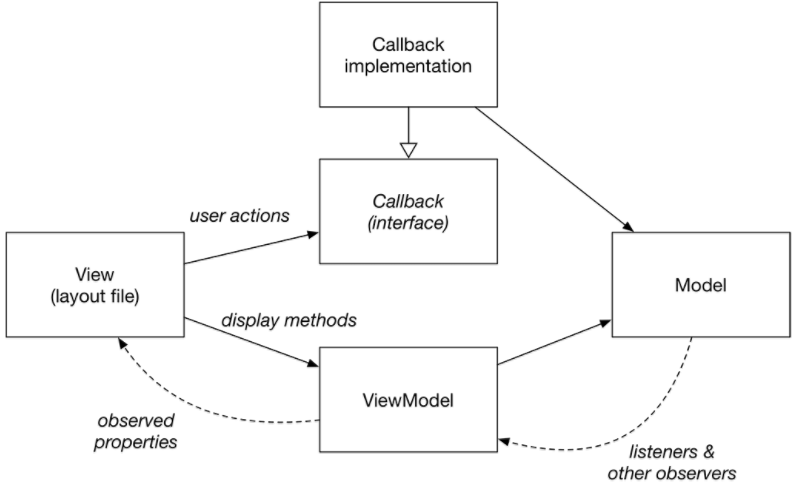 Callback
implementation
Callback
(interface)
user actions
View
(layout file)
Model
display methods
ViewModel
observed
properties
listeners &
other observers